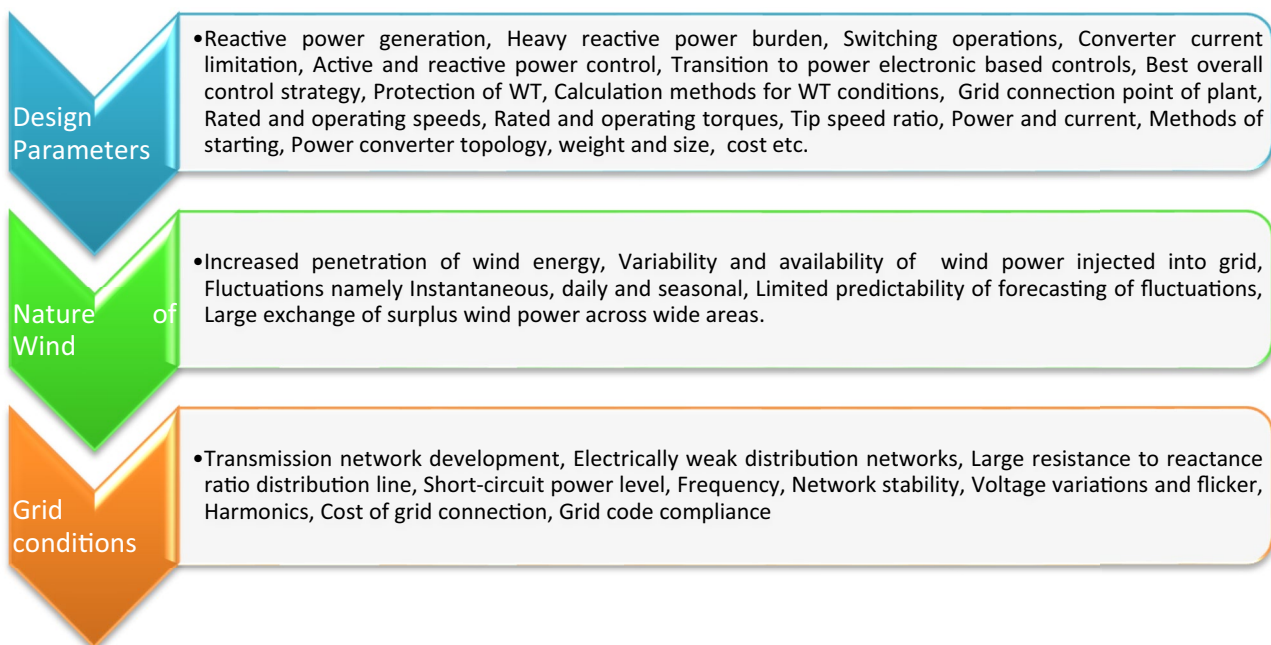 Design
Parameters
•Reactive power generation, Heavy reactive power burden, Switching operations, Converter current
limitation, Active and reactive power control, Transition to power electronic based controls, Best overall
control strategy, Protection of WT, Calculation methods for WT conditions, Grid connection point of plant,
Rated and operating speeds, Rated and operating torques, Tip speed ratio, Power and current, Methods of
starting, Power converter topology, weight and size, cost etc.
Nature of
Wind
•Increased penetration of wind energy, Variability and availability of wind power injected into grid,
Fluctuations namely Instantaneous, daily and seasonal, Limited predictability of forecasting of fluctuations,
Large exchange of surplus wind power across wide areas.
Grid
conditions
•Transmission network development, Electrically weak distribution networks, Large resistance to reactance
ratio distribution line, Short-circuit power level, Frequency, Network stability, Voltage variations and flicker,
Harmonics, Cost of grid connection, Grid code compliance